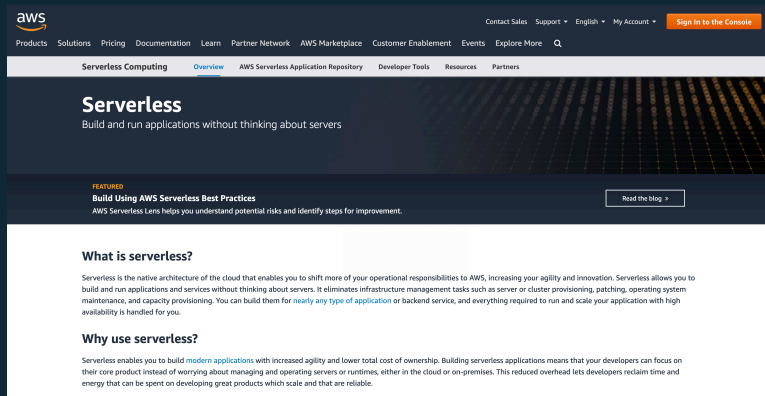 aws
Contact Sales Support English My Account Sign In to the Console
Products Solutions Pricing Documentation Learn Partner Network AWS Marketplace Customer Enablement Events Explore More
Serverless Computing Overview AWS Serverless Application Repository Developer Tools Resources Partners
Serverless
Build and run applications without thinking about servers
FEATURED
Build Using AWS Serverless Best Practices
AWS Serverless Lens helps you understand potential risks and identify steps for improvement.
Read the blog »
What is serverless?
Serverless is the native architecture of the cloud that enables you to shift more of your operational responsibilities to AWS, increasing your agility and innovation. Serverless allows you to
build and run applications and services without thinking about servers. It eliminates infrastructure management tasks such as server or cluster provisioning, patching, operating system
maintenance, and capacity provisioning. You can build them for nearly any type of application or backend service, and everything required to run and scale your application with high
availability is handled for you.
Why use serverless?
Serverless enables you to build modern applications with increased agility and lower total cost of ownership. Building serverless applications means that your developers can focus on
their core product instead of worrying about managing and operating servers or runtimes, either in the cloud or on-premises. This reduced overhead lets developers reclaim time and
energy that can be spent on developing great products which scale and that are reliable.